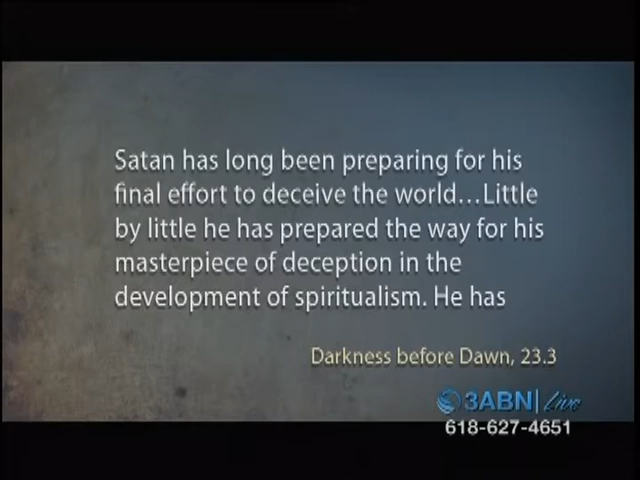 Satan has long been preparing for his
final effort to deceive the world...Little
by little he has prepared the way for his
masterpiece of deception in the
development of spiritualism. He has
Darkness before Dawn, 23.3
3ABN|Live
618-627-4651